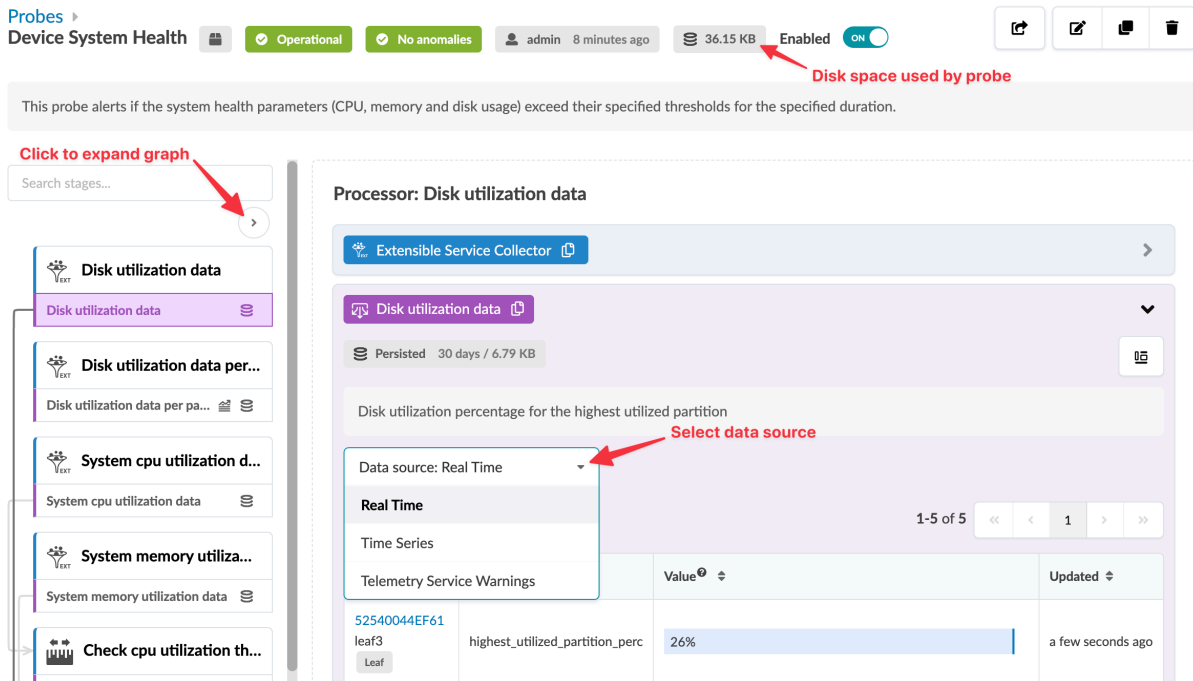 Probes
Device System Health
Operational
No anomalies
admin 8 minutes ago
36.15 KB
Enabled
ON
Disk space used by probe
This probe alerts if the system health parameters (CPU, memory and disk usage) exceed their specified thresholds for the specified duration.
Click to expand graph
Search stages...
EXT
Disk utilization data
Disk utilization data
EXT
Disk utilization data per...
Disk utilization data per pa...
EXT
System cpu utilization d...
System cpu utilization data
EXT
System memory utiliza...
System memory utilization data
Check cpu utilization th...
Processor: Disk utilization data
Extensible Service Collector
Disk utilization data
Persisted 30 days / 6.79 KB
Disk utilization percentage for the highest utilized partition
Select data source
Data source: Real Time
Real Time
Time Series
Telemetry Service Warnings
1-5 of 5
1
Value
Updated
52540044EF61
leaf3
Leaf
highest_utilized_partition_perc
26%
a few seconds ago